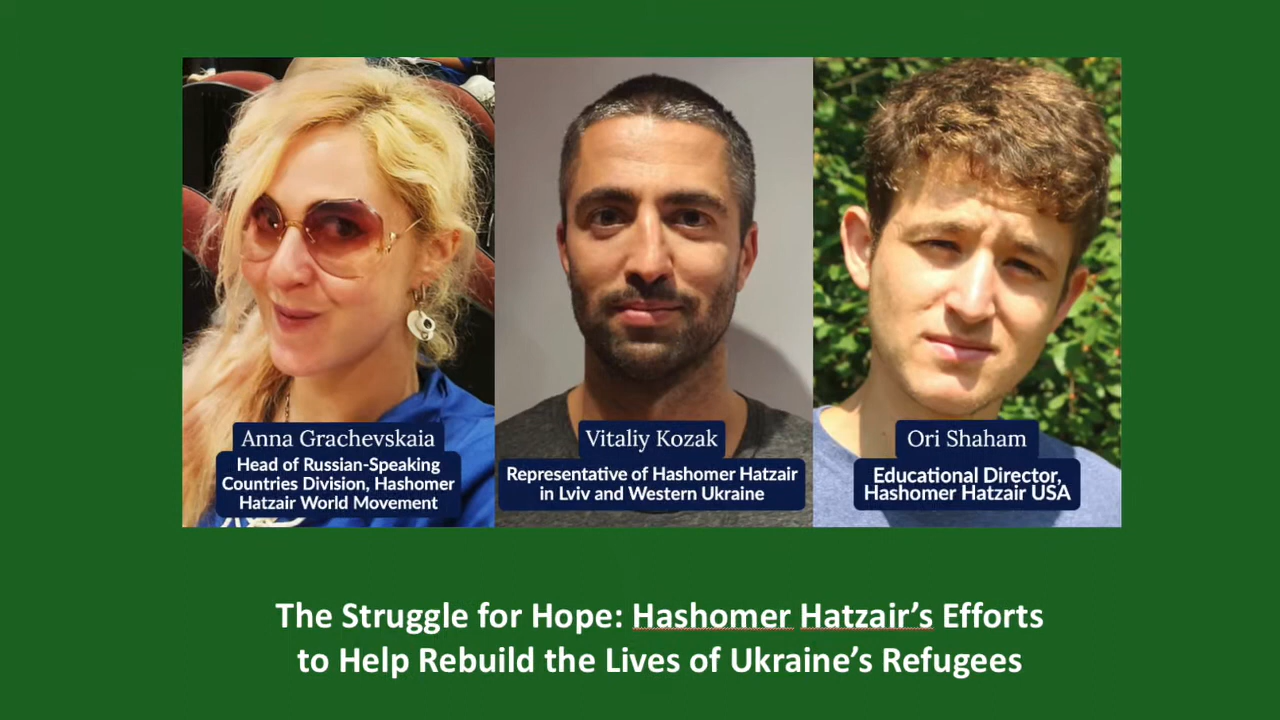 Anna Grachevskaia
Head of Russian-Speaking
Countries Division, Hashomer
Hatzair World Movement
Vitaliy Kozak
Representative of Hashomer Hatzair
in Lviv and Western Ukraine
Ori Shaham
Educational Director,
Hashomer Hatzair USA
The Struggle for Hope: Hashomer Hatzair’s Efforts
to Help Rebuild the Lives of Ukraine’s Refugees